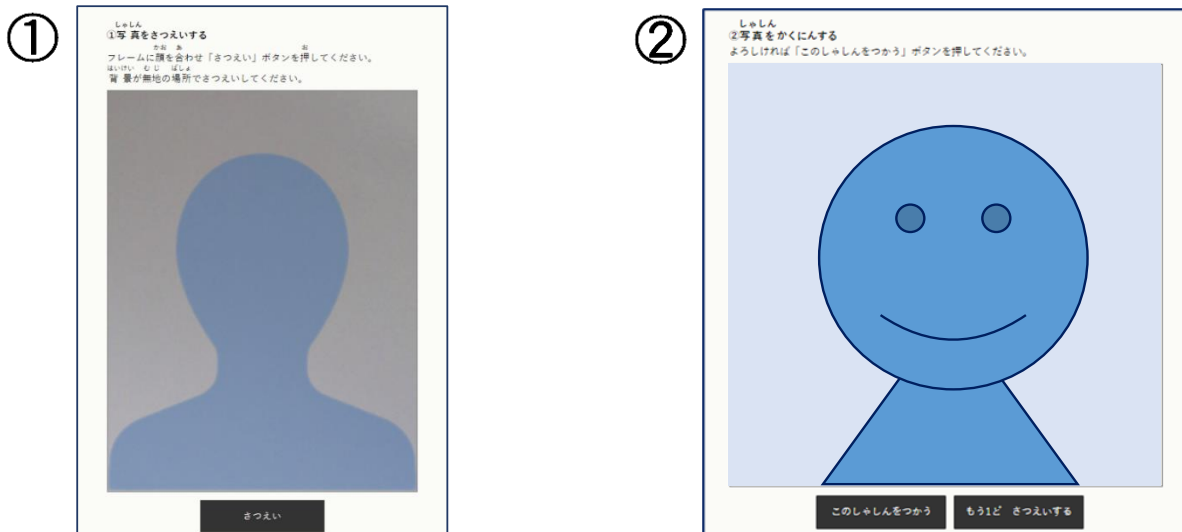 ①
しゃしん
①写真をさつえいする
かお あ お
フレームに顔を合わせ「さつえい」ボタンを押してください。
はいけい むじ ばしょ
背景が無地の場所でさつえいしてください。
さつえい
②
しゃしん
②写真をかくにんする
よろしければ「このしゃしんをつかう」ボタンを押してください。
このしゃしんをつかう
もう1ど さつえいする